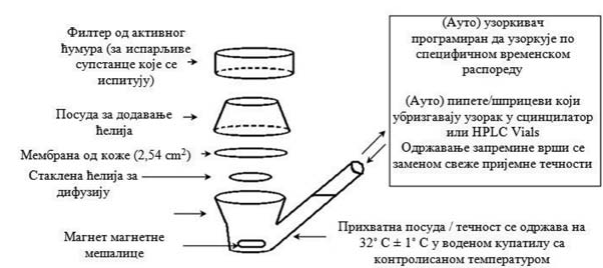 Филтер од активног
ћумура (за испарљиве
супстанце које се
испитују)
Посуда за додавање
ћелија
Мембрана од коже (2,54 cm²)
Стаклена ћелија за
дифузију
Магнет магнетне
мешалице
(Ауто) узоркивач
програмиран да узоркује по
специфичном временском
распореду
(Ауто) пипете/шприцеви који
убризгавају узорак у сцинцилатор
или HPLC Vials
Одржавање запремине врши се
заменом свеже пријемне течности
Прихватна посуда / течност се одржава на
32˚ C ± 1˚ C у воденом купатилу са
контролисаном температуром